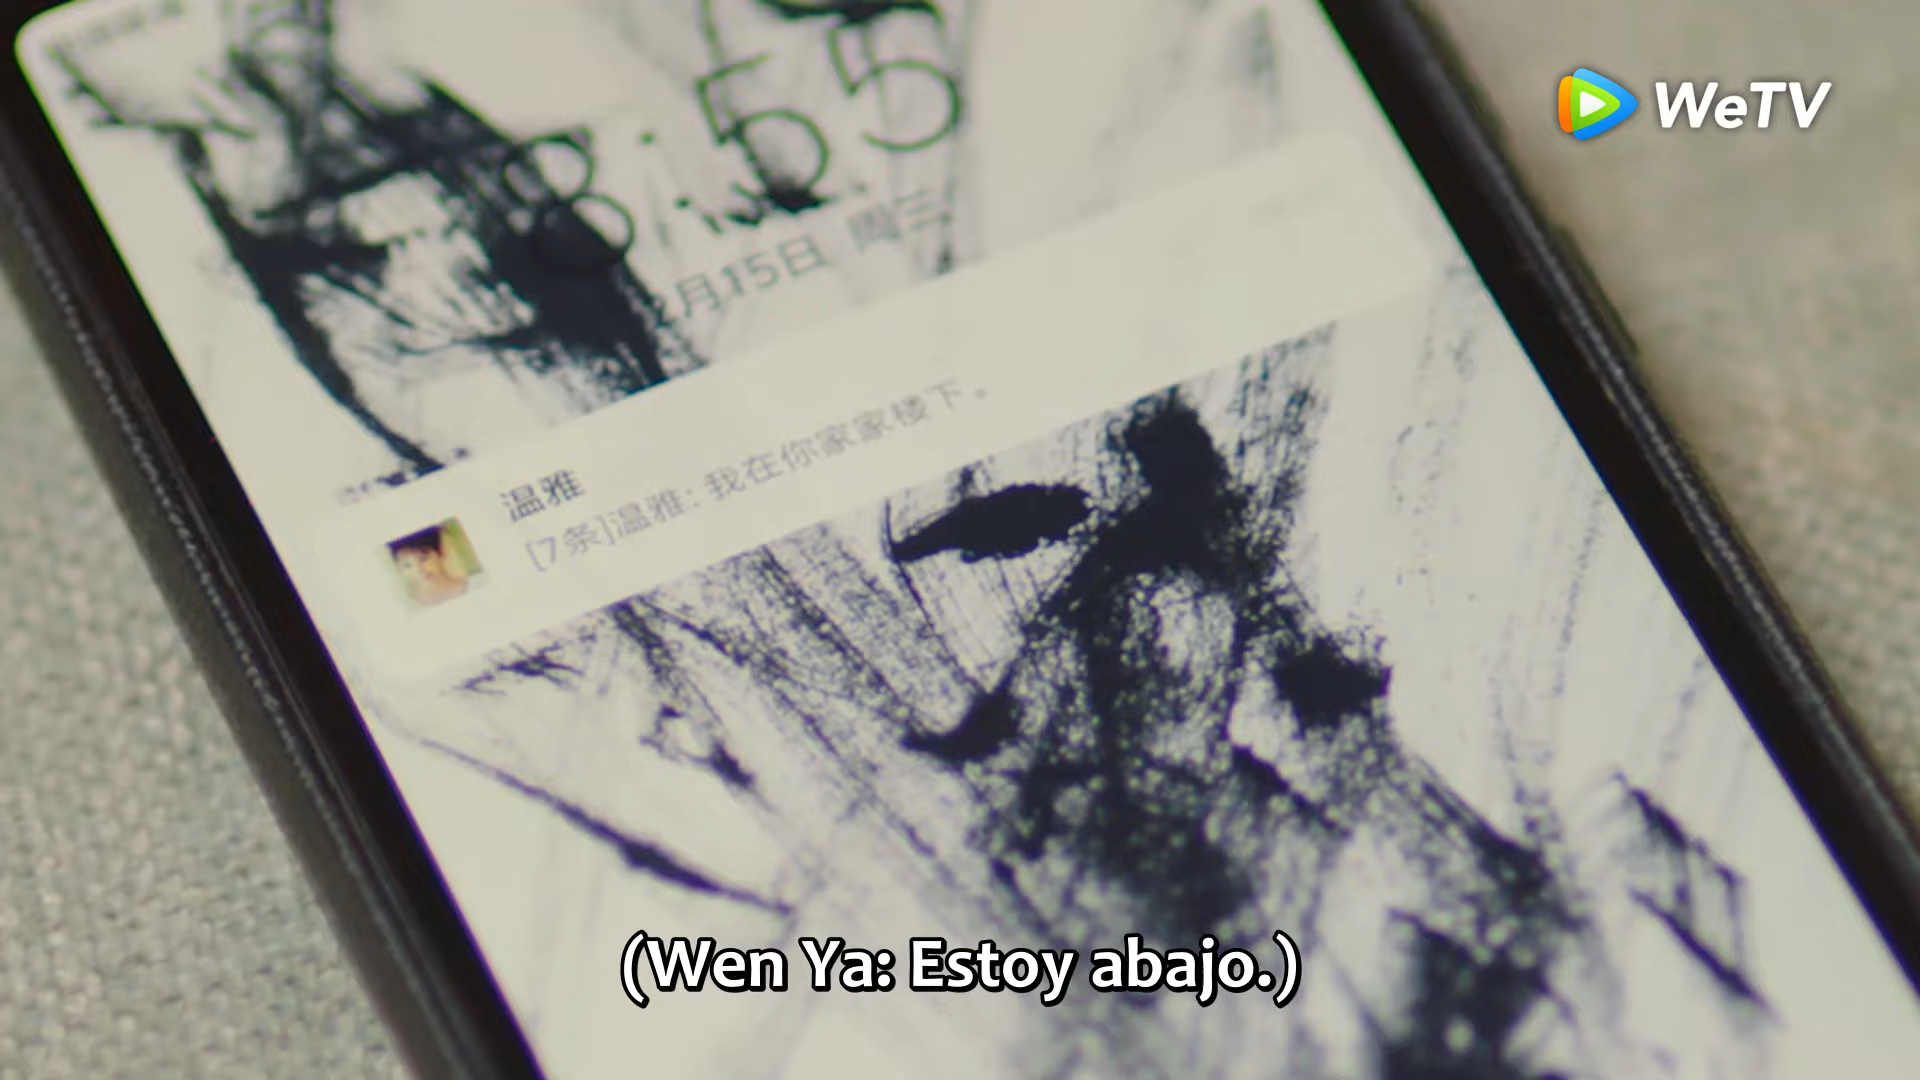 WeTV
8:55
月15日 周三
温雅
[7条]温雅: 我在你家家楼下。
(Wen Ya: Estoy abajo.)